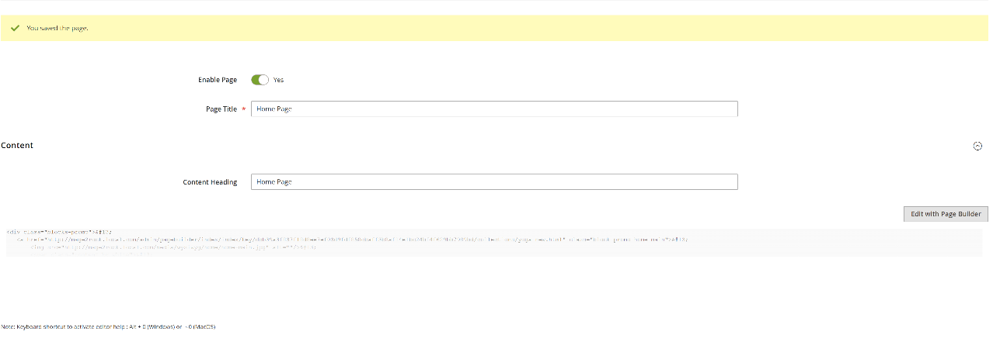 You saved the page.
Enable Page Yes
Page Title * Home Page
Content
Content Heading Home Page
Edit with Page Builder
<div class="blocks-promo">&#13;
<a href="http://mage2rock.local.com/admin/pagebuilder/index/index/key/ class="block-promo home-main">&#13;
<img src="http://mage2rock.local.com/media/wysiwyg/home/home-main.jpg" alt=""/>&#13;
Note: Keyboard shortcut to activate editor help : Alt + 0 (Windows) or ⌥0 (MacOS)